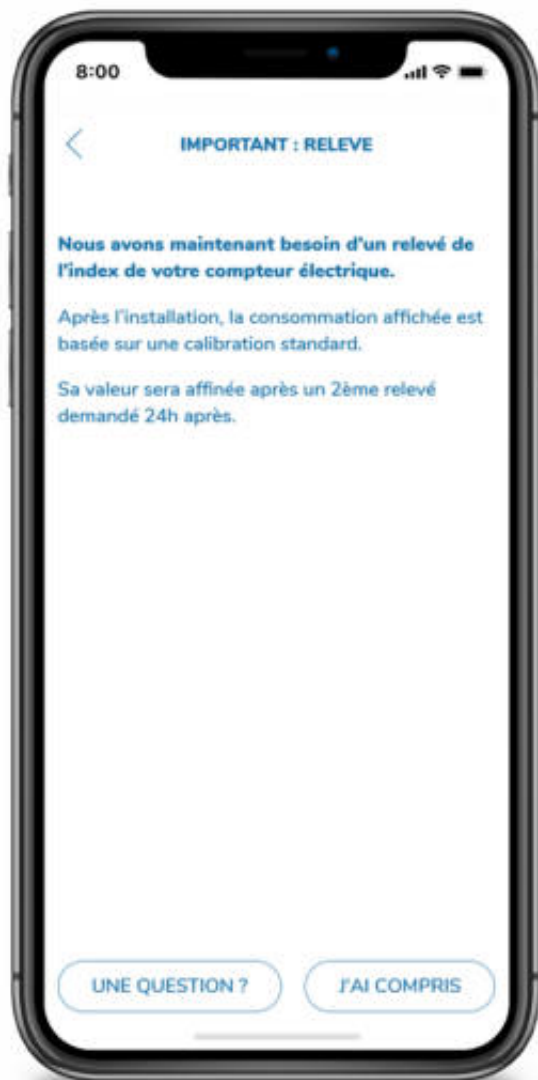 8:00
IMPORTANT : RELEVE
Nous avons maintenant besoin d'un relevé de
l'index de votre compteur électrique.
Après l'installation, la consommation affichée est
basée sur une calibration standard.
Sa valeur sera affinée après un 2ème relevé
demandé 24h après.
UNE QUESTION ?
J'AI COMPRIS